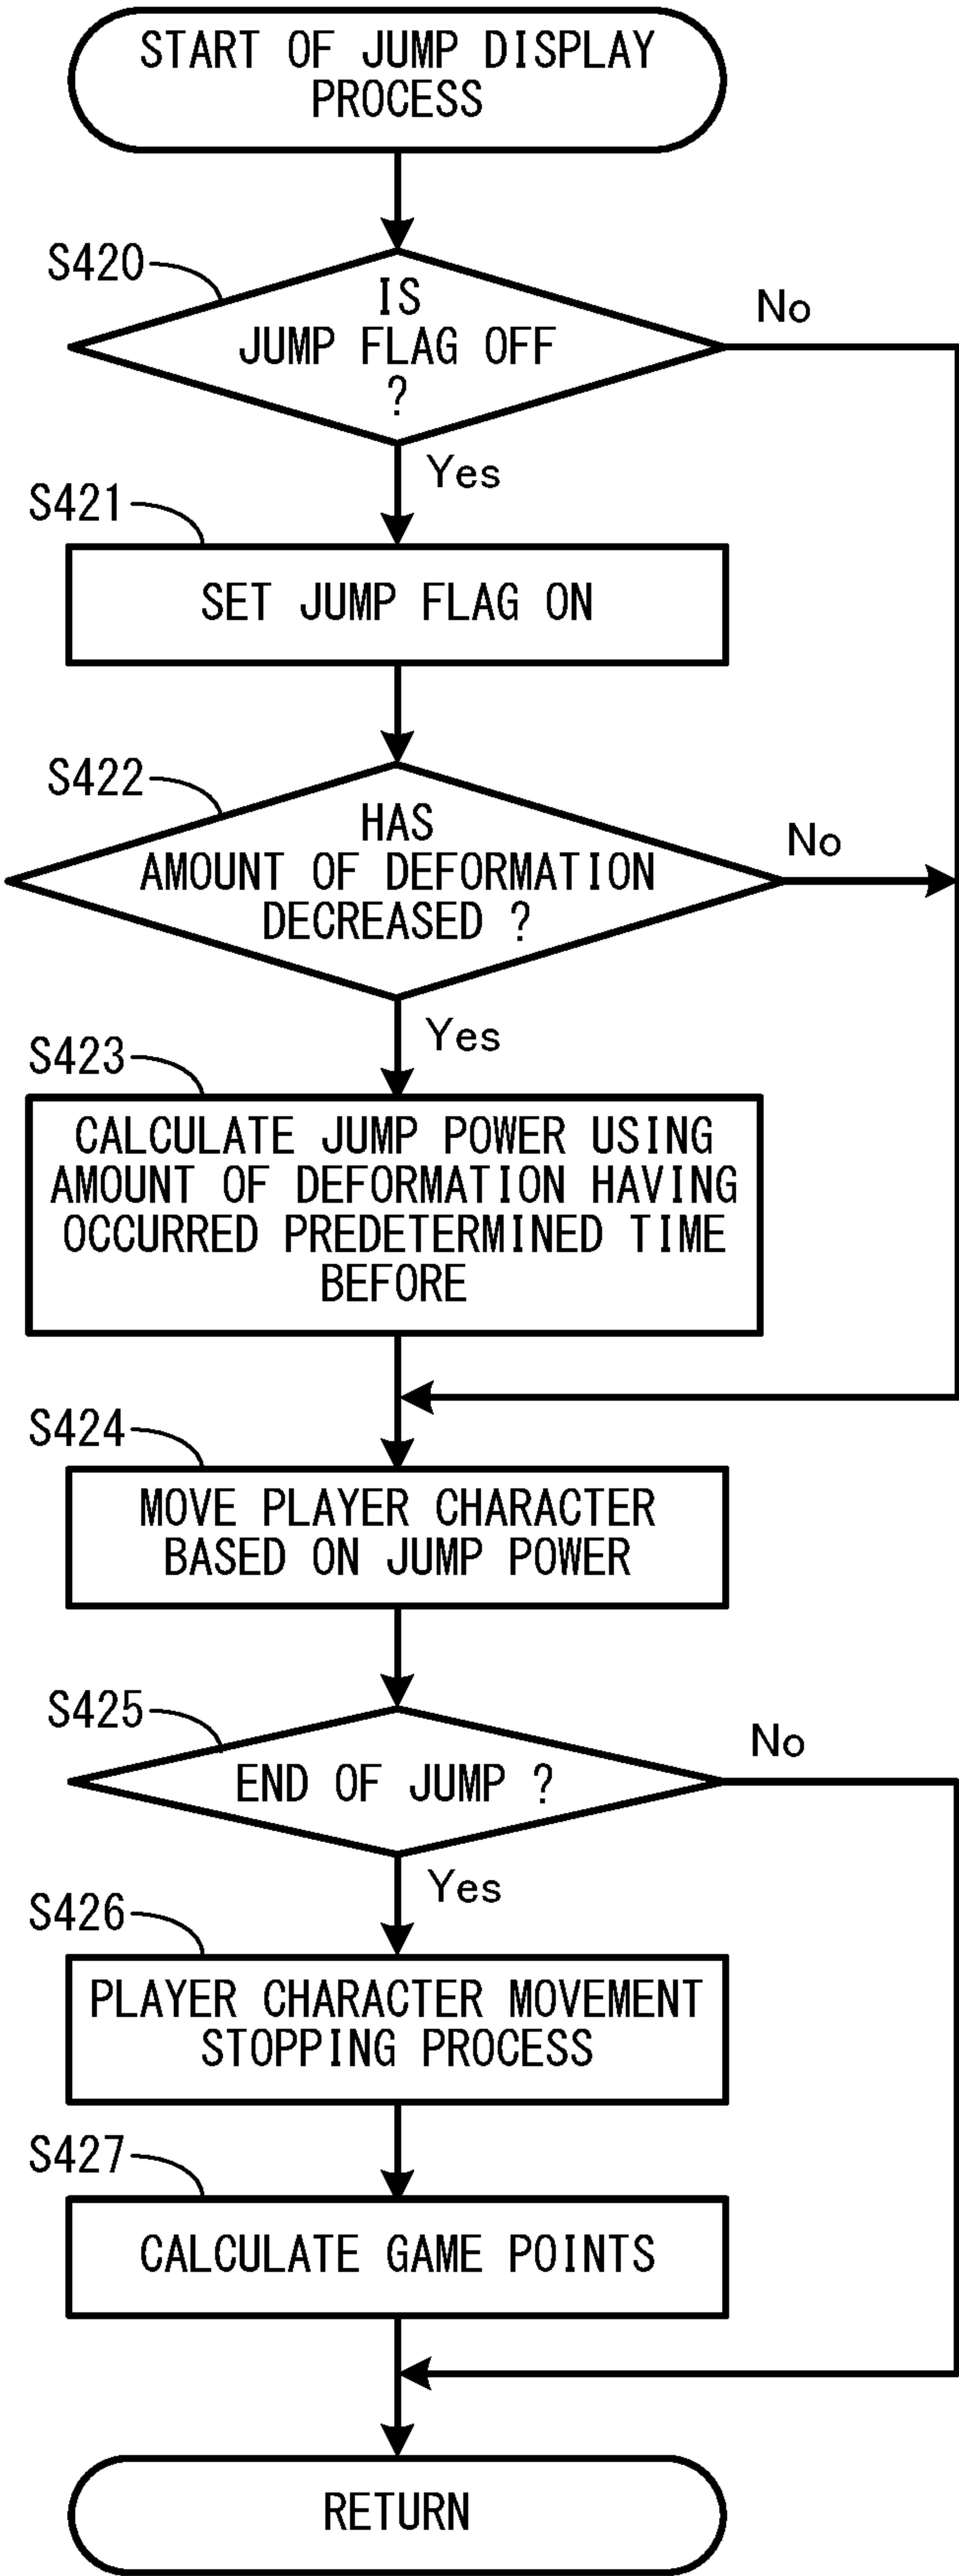 START OF JUMP DISPLAY
PROCESS
S420
IS
JUMP FLAG OFF
?
No
Yes
S421
SET JUMP FLAG ON
S422
HAS
AMOUNT OF DEFORMATION
DECREASED ?
No
Yes
S423
CALCULATE JUMP POWER USING
AMOUNT OF DEFORMATION HAVING
OCCURRED PREDETERMINED TIME
BEFORE
S424
MOVE PLAYER CHARACTER
BASED ON JUMP POWER
S425
END OF JUMP ?
No
Yes
S426
PLAYER CHARACTER MOVEMENT
STOPPING PROCESS
S427
CALCULATE GAME POINTS
RETURN